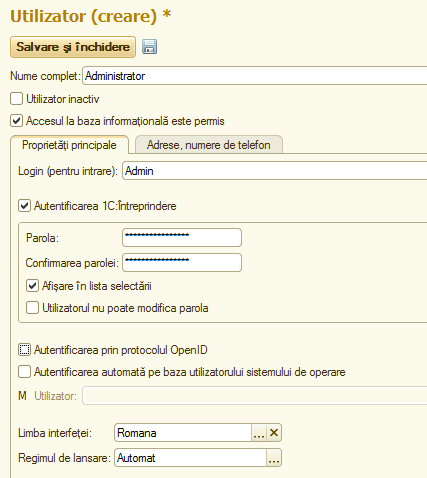 Utilizator (creare) *
Salvare şi închidere
Nume complet: Administrator
Utilizator inactiv
Accesul la baza informaţională este permis
Proprietăţi principale Adrese, numere de telefon
Login (pentru intrare): Admin
Autentificarea 1C:Întreprindere
Parola: ****************
Confirmarea parolei: ****************
Afişare în lista selectării
Utilizatorul nu poate modifica parola
Autentificarea prin protocolul OpenID
Autentificarea automată pe baza utilizatorului sistemului de operare
M Utilizator:
Limba interfeţei: Romana ... ×
Regimul de lansare: Automat ...